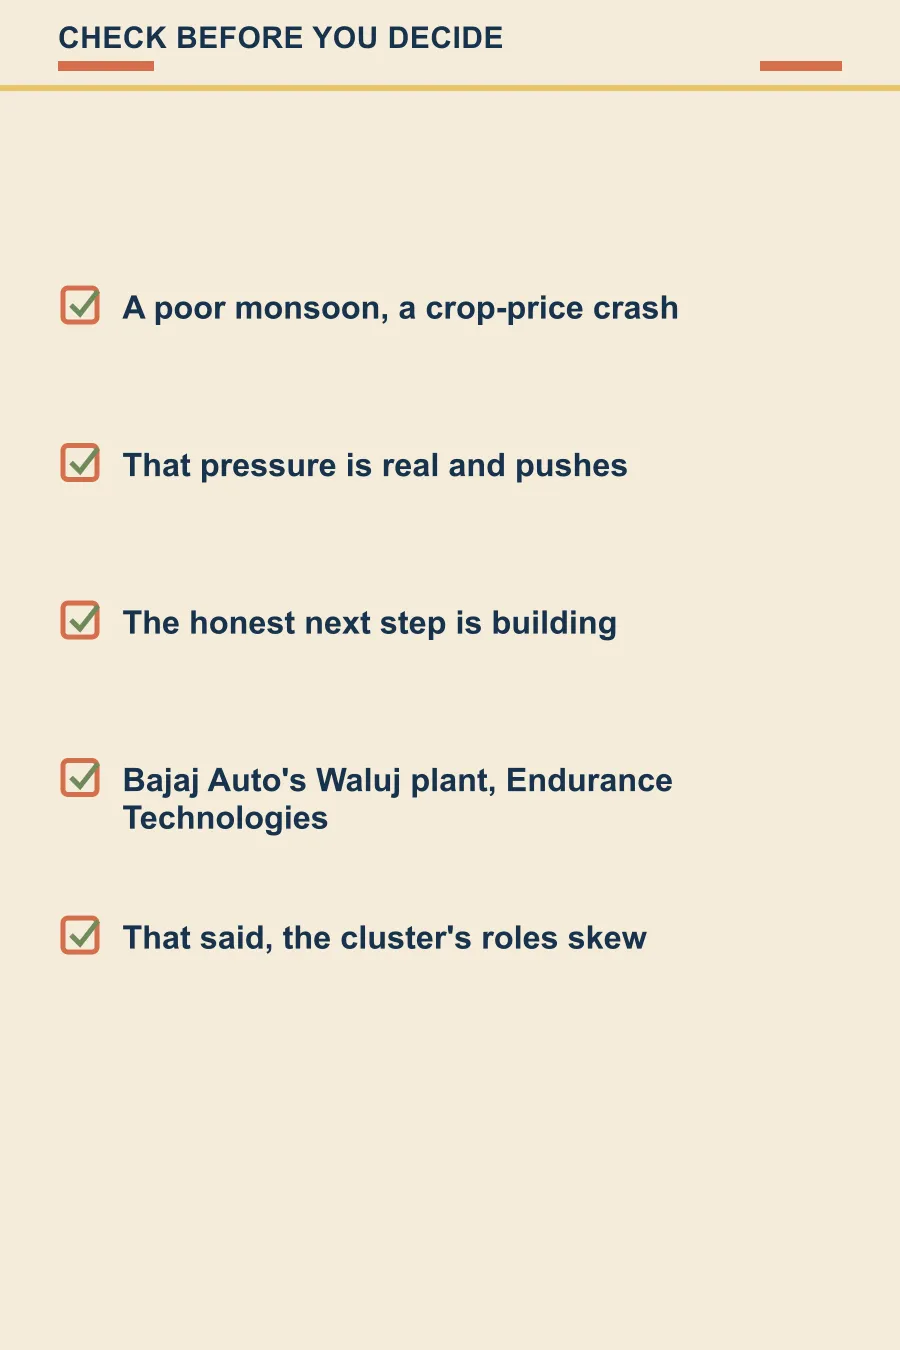 CHECK BEFORE YOU DECIDE
A poor monsoon, a crop-price crash
That pressure is real and pushes
The honest next step is building
Bajaj Auto's Waluj plant, Endurance
Technologies
That said, the cluster's roles skew